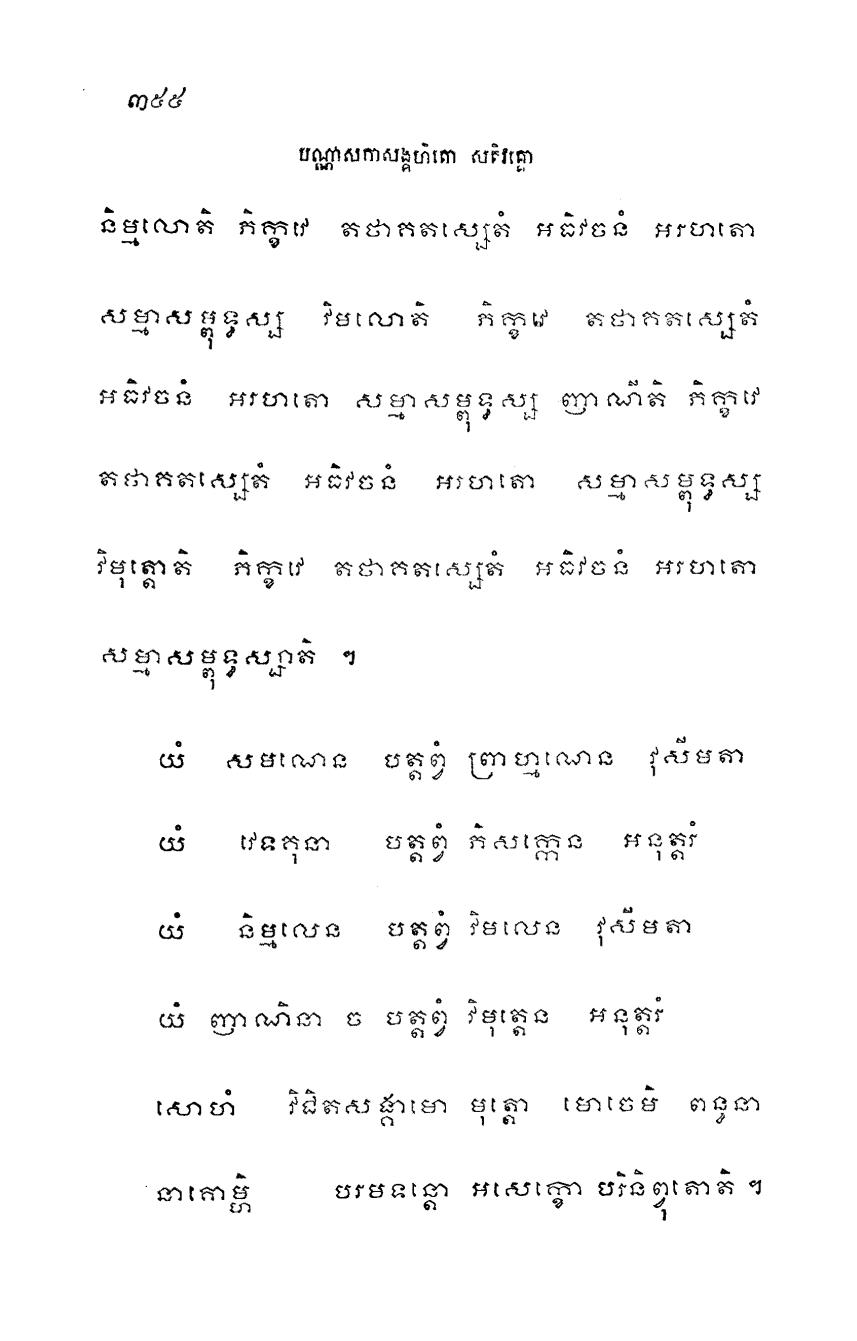 ៣៥៥
បណ្ណាសកាសង្គហិតោ សតិវគ្គោ
និម្មលោតិ ភិក្ខវេ តថាគតស្សេតំ អធិវចនំ អរហតោ
សម្មាសម្ពុទ្ធស្ស វិមលោតិ ភិក្ខវេ តថាគតស្សេតំ
អធិវចនំ អរហតោ សម្មាសម្ពុទ្ធស្ស ញាណីតិ ភិក្ខវេ
តថាគតស្សេតំ អធិវចនំ អរហតោ សម្មាសម្ពុទ្ធស្ស
វិមុត្តោតិ ភិក្ខវេ តថាគតស្សេតំ អធិវចនំ អរហតោ
សម្មាសម្ពុទ្ធស្សាតិ ។
យំ សមណេន បត្តព្វំ ព្រាហ្មណេន វុសីមតា
យំ វេទគុនា បត្តព្វំ ភិសក្កេន អនុត្តរំ
យំ និម្មលេន បត្តព្វំ វិមលេន វុសីមតា
យំ ញាណិនា ច បត្តព្វំ វិមុត្តេន អនុត្តរំ
សោហំ វិជិតសង្គាមោ មុត្តោ មោចេមិ ពន្ធនា
នាគោម្ហិ បរមទន្តោ អសេក្ខោ បរិនិព្វុតោតិ ។